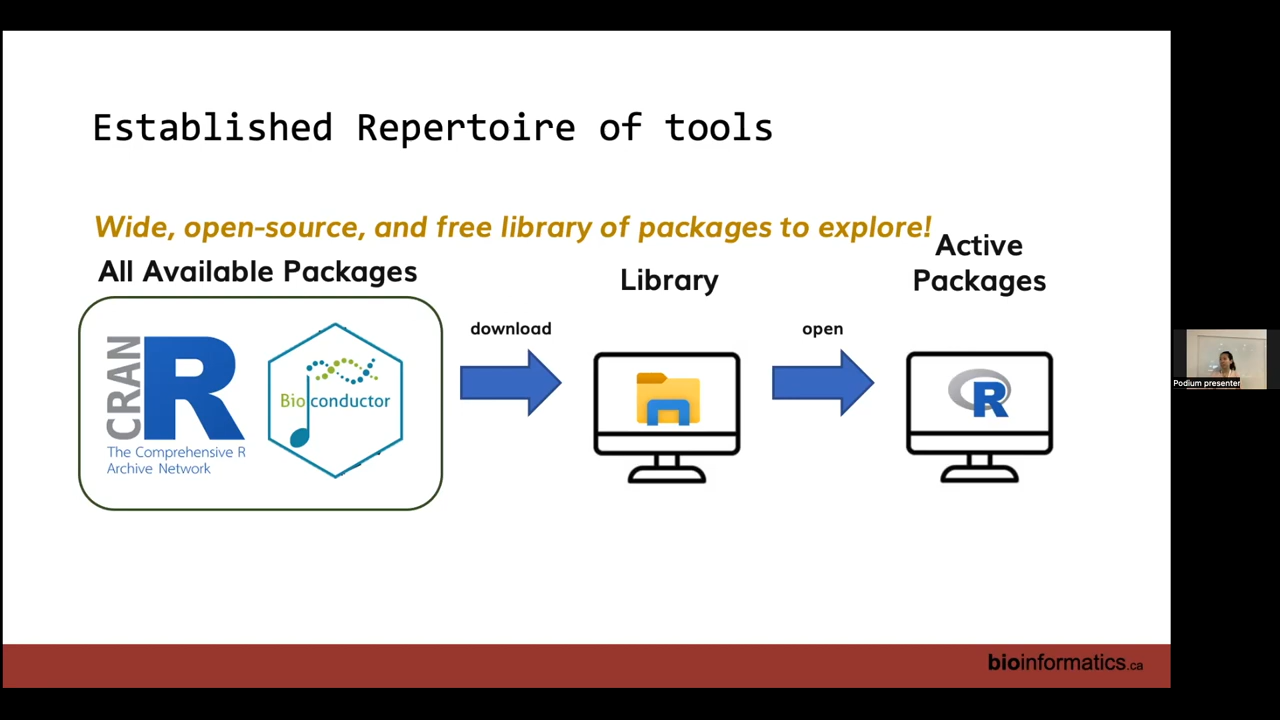 Established Repertoire of tools
Wide, open-source, and free library of packages to explore!
All Available Packages
Library
Active
Packages
download
open
CRAN
R
The Comprehensive R
Archive Network
Bioconductor
R
Podium presenter
bioinformatics.ca